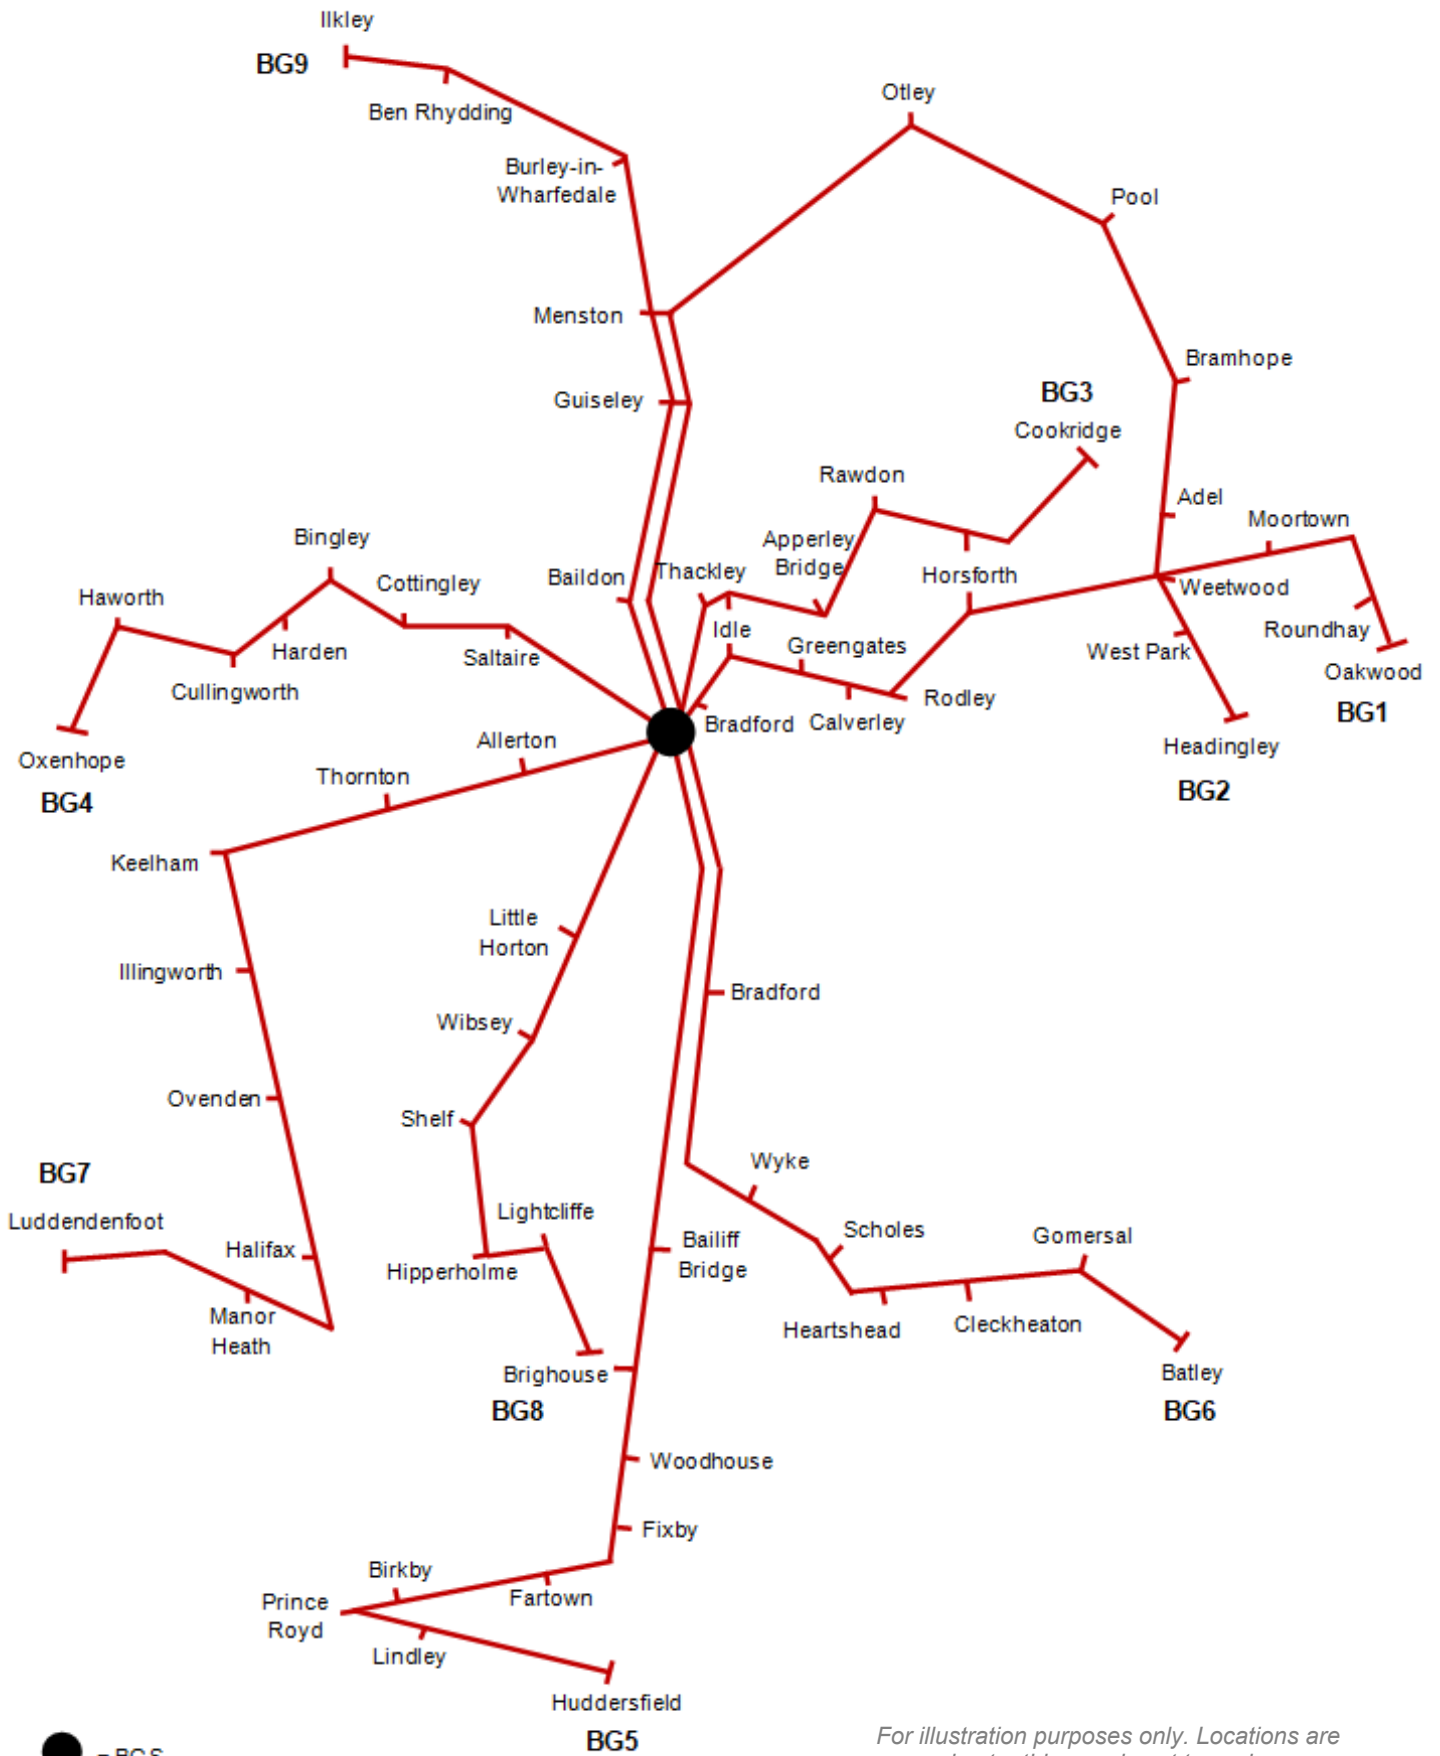 Ilkley
BG9
Ben Rhydding
Burley-in-
Wharfedale
Otley
Pool
Menston
Guiseley
Bramhope
BG3
Cookridge
Rawdon
Adel
Moortown
Apperley
Bridge
Horsforth
Weetwood
Bingley
Baildon
Thackley
Cottingley
Haworth
Idle
Roundhay
Harden
Saltaire
Greengates
West Park
Oakwood
BG1
Cullingworth
Bradford
Calverley
Rodley
Headingley
BG2
Oxenhope
BG4
Allerton
Thornton
Keelham
Little
Horton
Illingworth
Bradford
Wibsey
Ovenden
Shelf
BG7
Luddendenfoot
Wyke
Lightcliffe
Scholes
Gomersal
Halifax
Bailiff
Bridge
Hipperholme
Manor
Heath
Heartshead
Cleckheaton
Brighouse
BG8
Batley
BG6
Woodhouse
Fixby
Birkby
Fartown
Prince
Royd
Lindley
Huddersfield
BG5
For illustration purposes only. Locations are